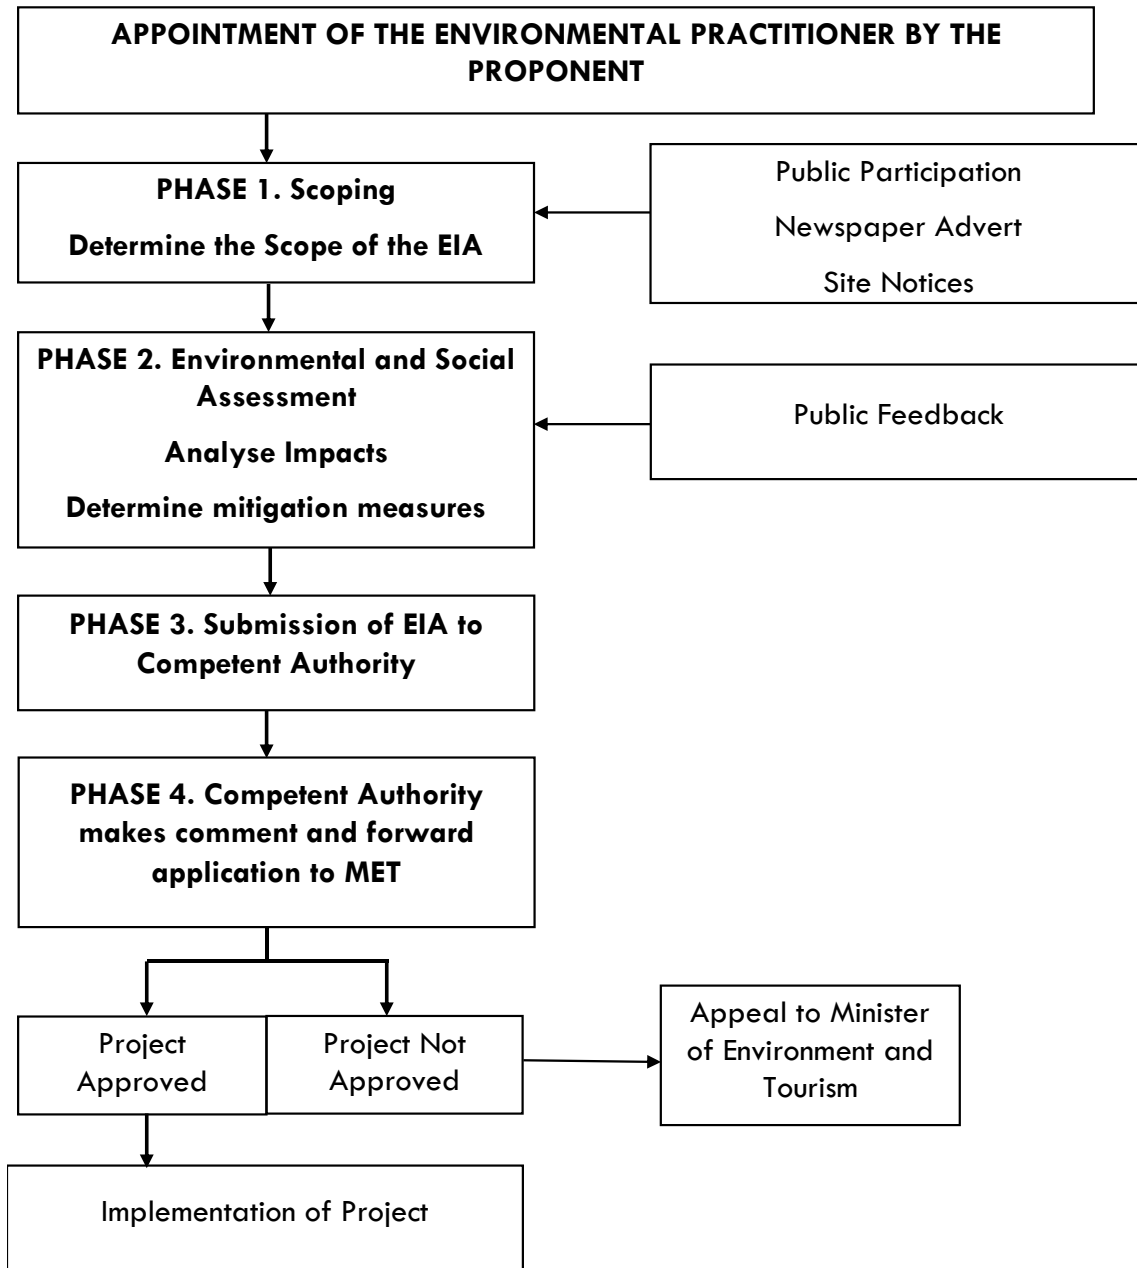 APPOINTMENT OF THE ENVIRONMENTAL PRACTITIONER BY THE
PROPONENT
PHASE 1. Scoping
Determine the Scope of the EIA
Public Participation
Newspaper Advert
Site Notices
PHASE 2. Environmental and Social
Assessment
Analyse Impacts
Determine mitigation measures
Public Feedback
PHASE 3. Submission of EIA to
Competent Authority
PHASE 4. Competent Authority
makes comment and forward
application to MET
Project
Approved
Project Not
Approved
Appeal to Minister
of Environment and
Tourism
Implementation of Project